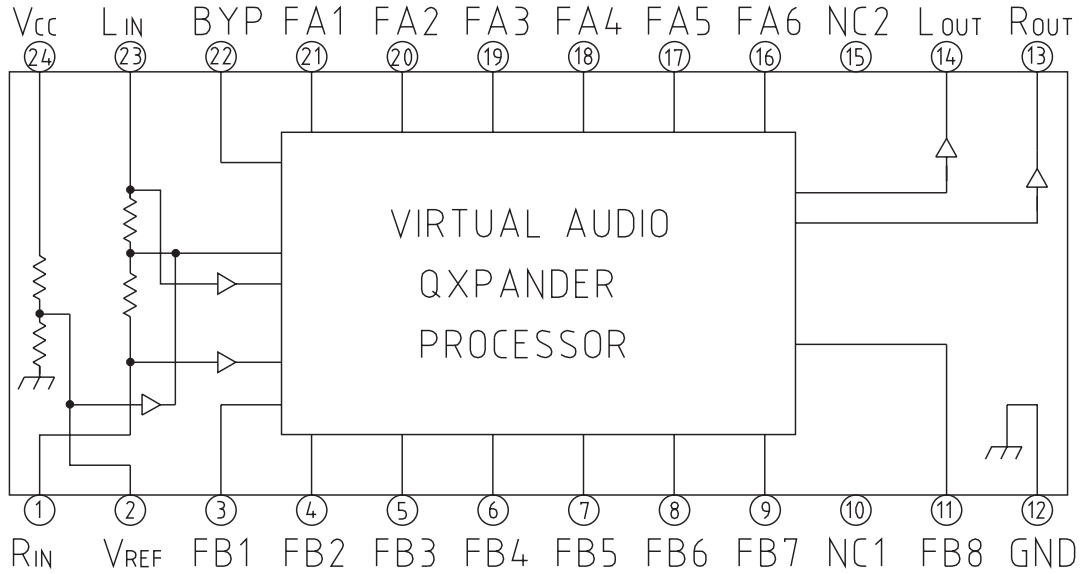 VCC LIN BYP FA1 FA2 FA3 FA4 FA5 FA6 NC2 LOUT ROUT
24 23 22 21 20 19 18 17 16 15 14 13
VIRTUAL AUDIO
QXPANDER
PROCESSOR
1 2 3 4 5 6 7 8 9 10 11 12
RIN VREF FB1 FB2 FB3 FB4 FB5 FB6 FB7 NC1 FB8 GND